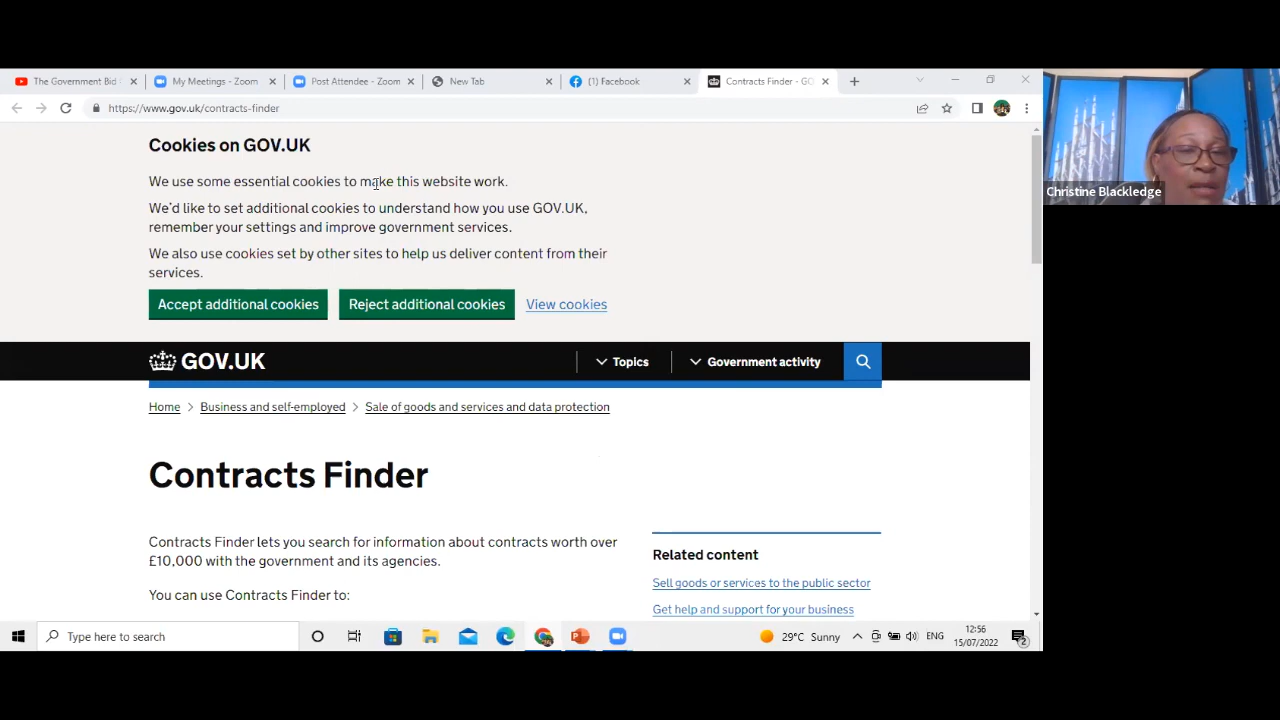 The Government Bid
My Meetings - Zoom
Post Attendee - Zoom
New Tab
(1) Facebook
Contracts Finder - GO
https://www.gov.uk/contracts-finder
Christine Blackledge
Cookies on GOV.UK
We use some essential cookies to make this website work.
We'd like to set additional cookies to understand how you use GOV.UK,
remember your settings and improve government services.
We also use cookies set by other sites to help us deliver content from their
services.
Accept additional cookies
Reject additional cookies
View cookies
GOV.UK
Topics
Government activity
Home
Business and self-employed
Sale of goods and services and data protection
Contracts Finder
Contracts Finder lets you search for information about contracts worth over
£10,000 with the government and its agencies.
You can use Contracts Finder to:
Related content
Sell goods or services to the public sector
Get help and support for your business
Type here to search
29°C Sunny
ENG
12:56
15/07/2022
2